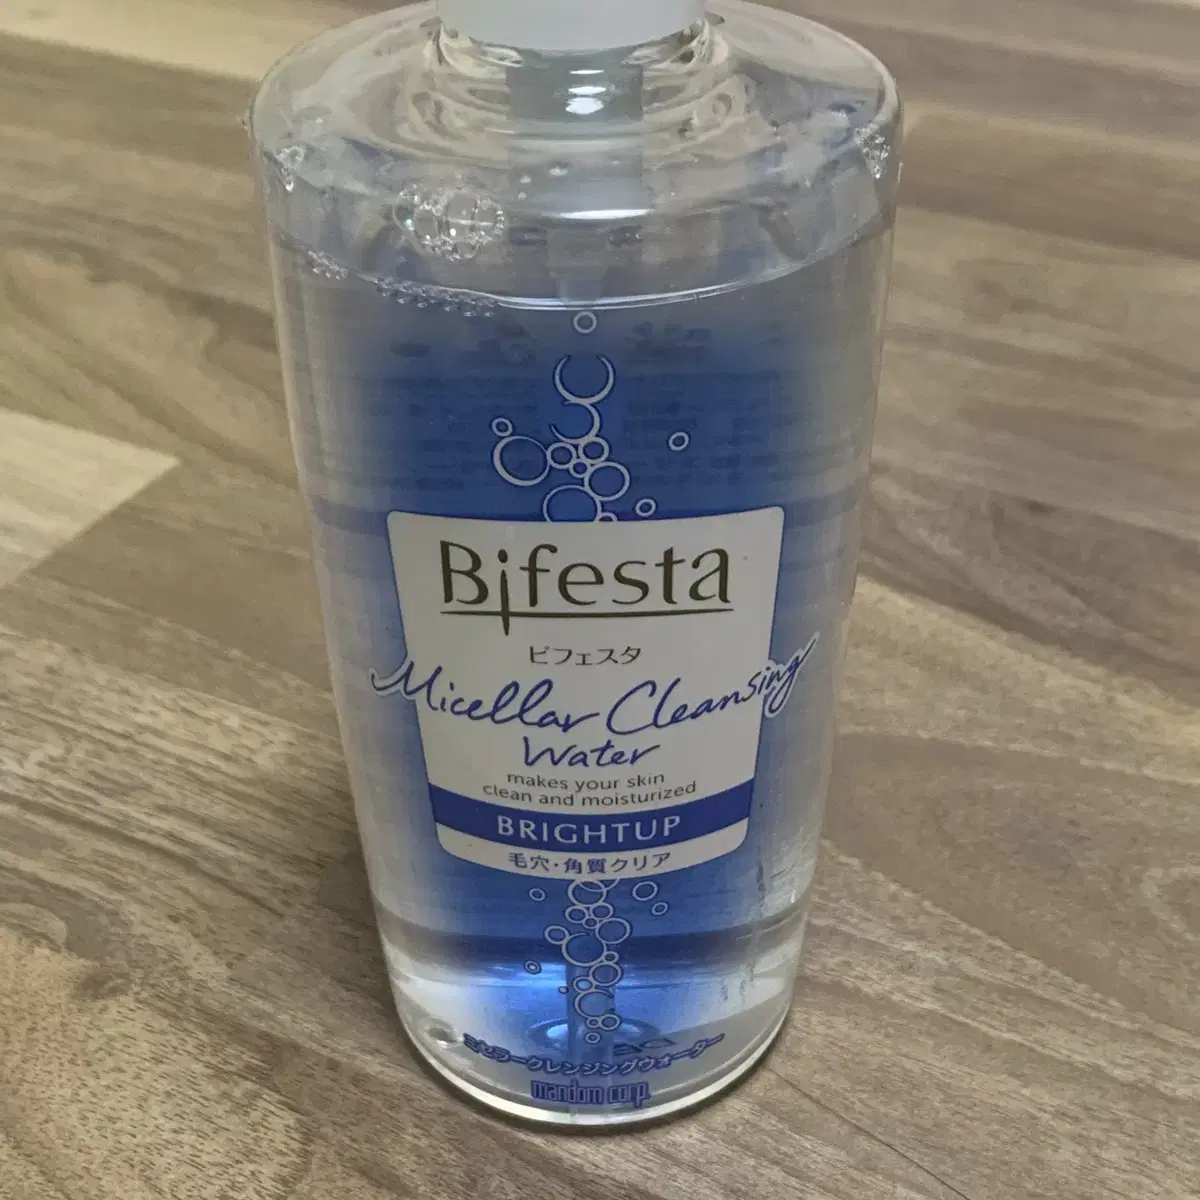 Bifesta
ビフェスタ
Micellar Cleansing
Water
makes your skin
clean and moisturized
BRIGHTUP
毛穴・角質クリア
ミセラークレンジングウォーター
mandom corp.